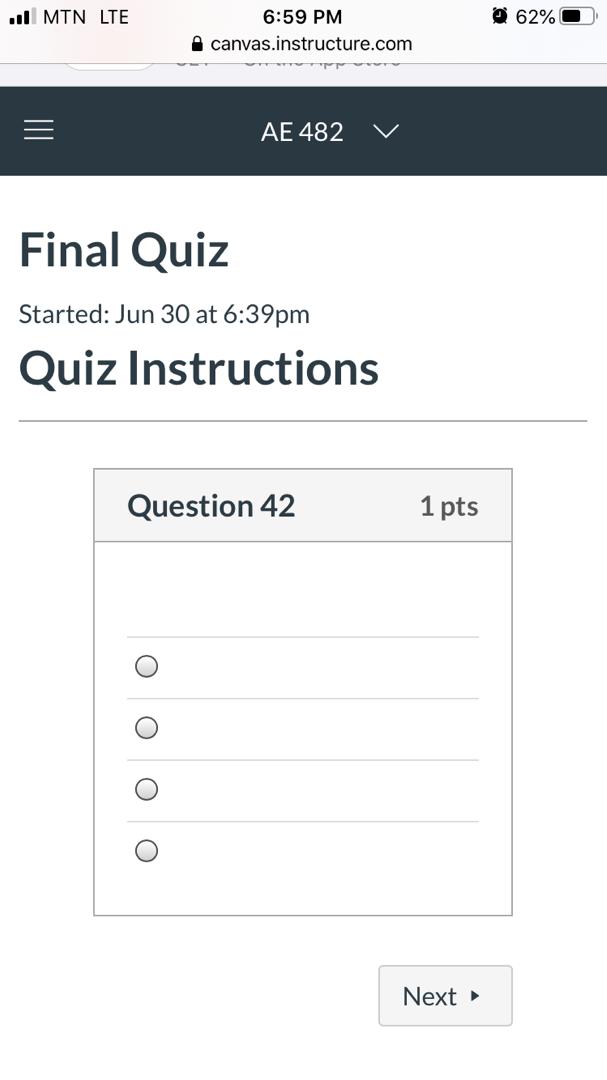 MTN LTE 6:59 PM 62%
canvas.instructure.com
AE 482
Final Quiz
Started: Jun 30 at 6:39pm
Quiz Instructions
Question 42 1 pts
Next